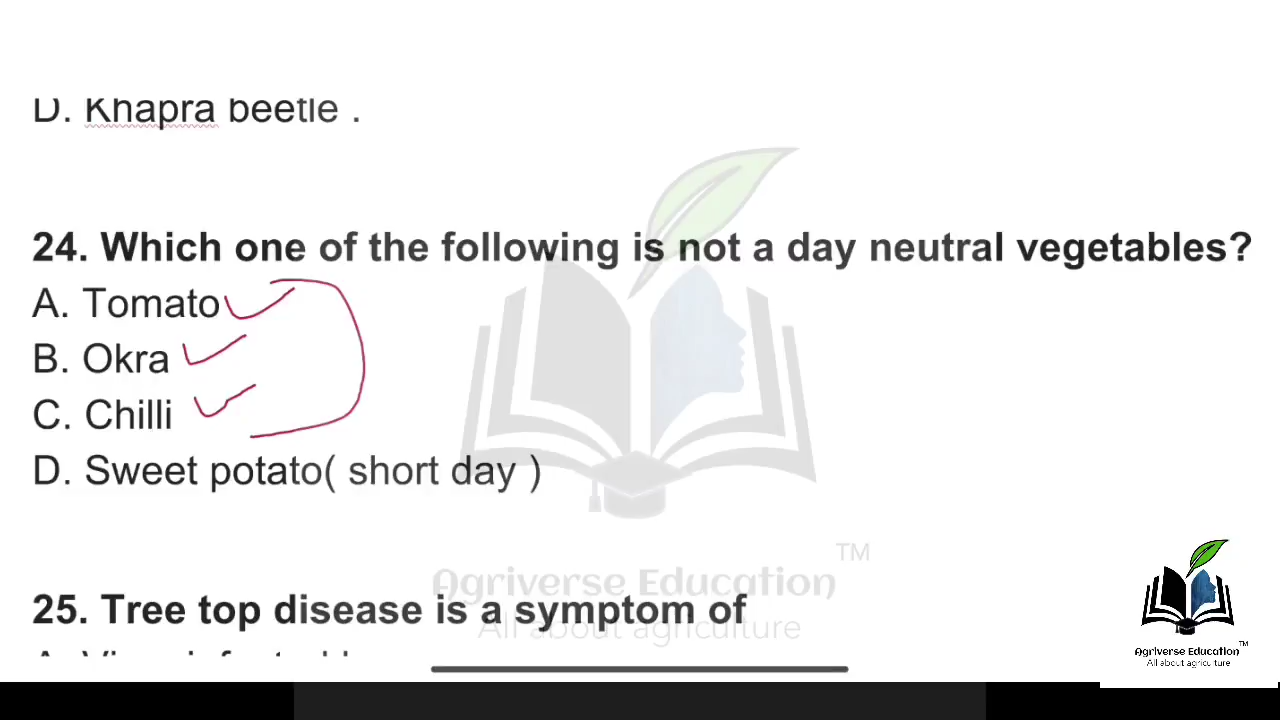 D. Khapra beetle .
24. Which one of the following is not a day neutral vegetables?
A. Tomato
B. Okra
C. Chilli
D. Sweet potato( short day )
TM
Agriverse Education
All about agriculture
25. Tree top disease is a symptom of
TM
Agriverse Education
All about agriculture